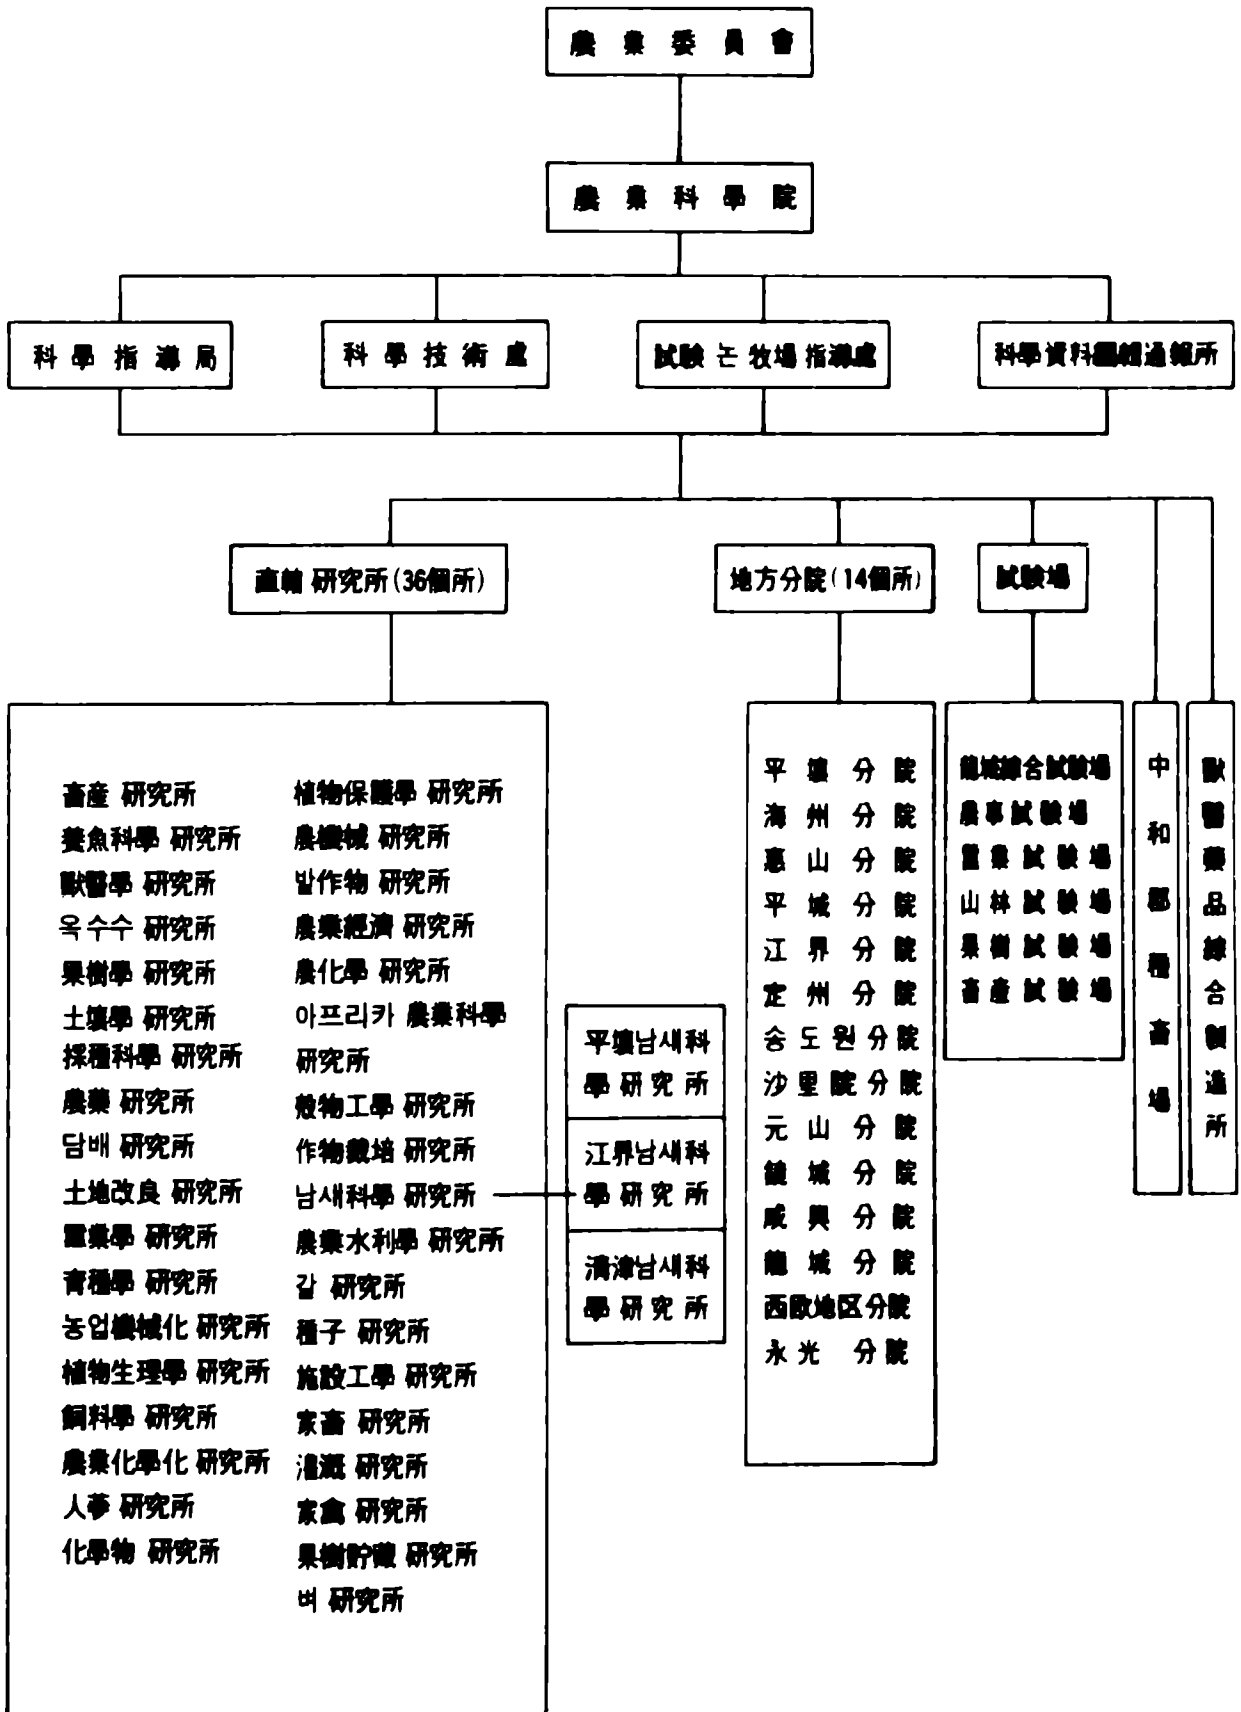 農業委員會
農業科學院
科學指導局
科學技術處
試驗논牧場指導處
科學資料 通報所
直轄 研究所(36個所)
地方分院(14個所)
試驗場
畜産 研究所
養魚科學 研究所
獸醫學 研究所
옥수수 研究所
果樹學 研究所
土壤學 研究所
採種科學 研究所
農藥 研究所
담배 研究所
土地改良 研究所
蠶業學 研究所
育種學 研究所
농업機械化 研究所
植物生理學 研究所
飼料學 研究所
農業化學化 研究所
人蔘 研究所
化學物 研究所
植物保護學 研究所
農機械 研究所
밭作物 研究所
農業經濟 研究所
農化學 研究所
아프리카 農業科學
研究所
穀物工學 研究所
作物栽培 研究所
남새科學 研究所
農業水利學 研究所
갈 研究所
種子 研究所
施設工學 研究所
家畜 研究所
灌漑 研究所
家禽 研究所
果樹貯藏 研究所
벼 研究所
平壤남새科
學研究所
江界남새科
學研究所
淸津남새科
學研究所
平壤分院
海州分院
惠山分院
平城分院
江界分院
定州分院
송도원分院
沙里院分院
元山分院
鏡城分院
咸興分院
龍城分院
西歐地区分院
永光分院
龍城綜合試驗場
農事試驗場
蠶業試驗場
山林試驗場
果樹試驗場
畜産試驗場
中和郡種畜場
獸醫藥品綜合製造所